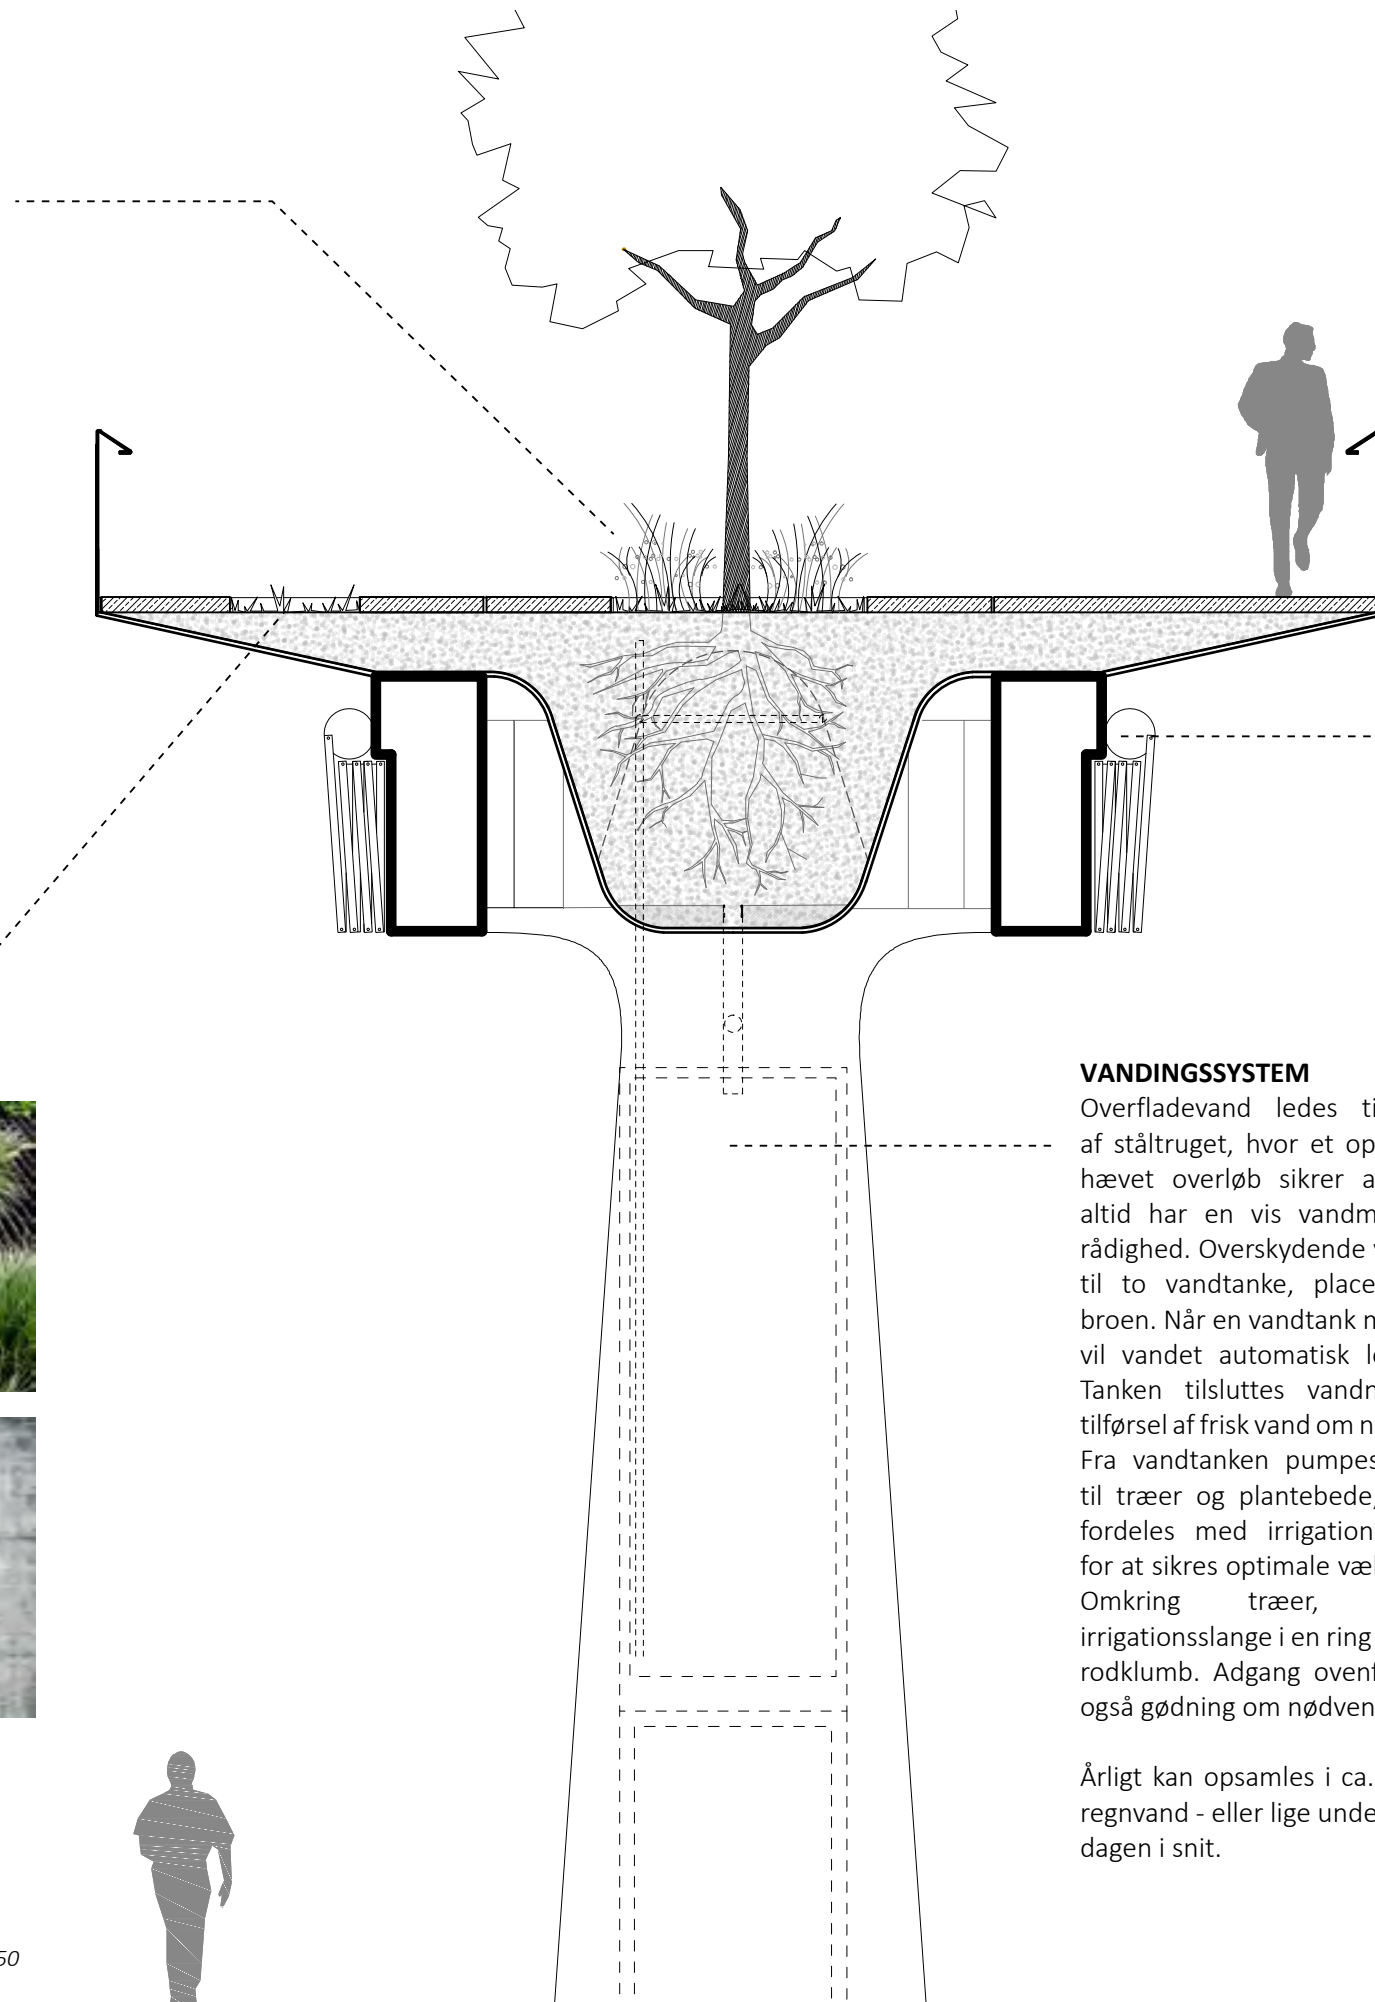 VANDINGSSYSTEM
Overfladevand ledes ti
af ståltruget, hvor et op
hævet overløb sikrer a
altid har en vis vandm
rådighed. Overskydende v
til to vandtanke, place
broen. Når en vandtank n
vil vandet automatisk le
Tanken tilsluttes vandn
tilførsel af frisk vand om n
Fra vandtanken pumpes
til træer og plantebede,
fordeles med irrigation
for at sikres optimale væk
Omkring træer,
irrigationsslange i en ring
rodklumb. Adgang ovenf
også gødning om nødven
Årligt kan opsamles i ca.
regnvand - eller lige unde
dagen i snit.
50